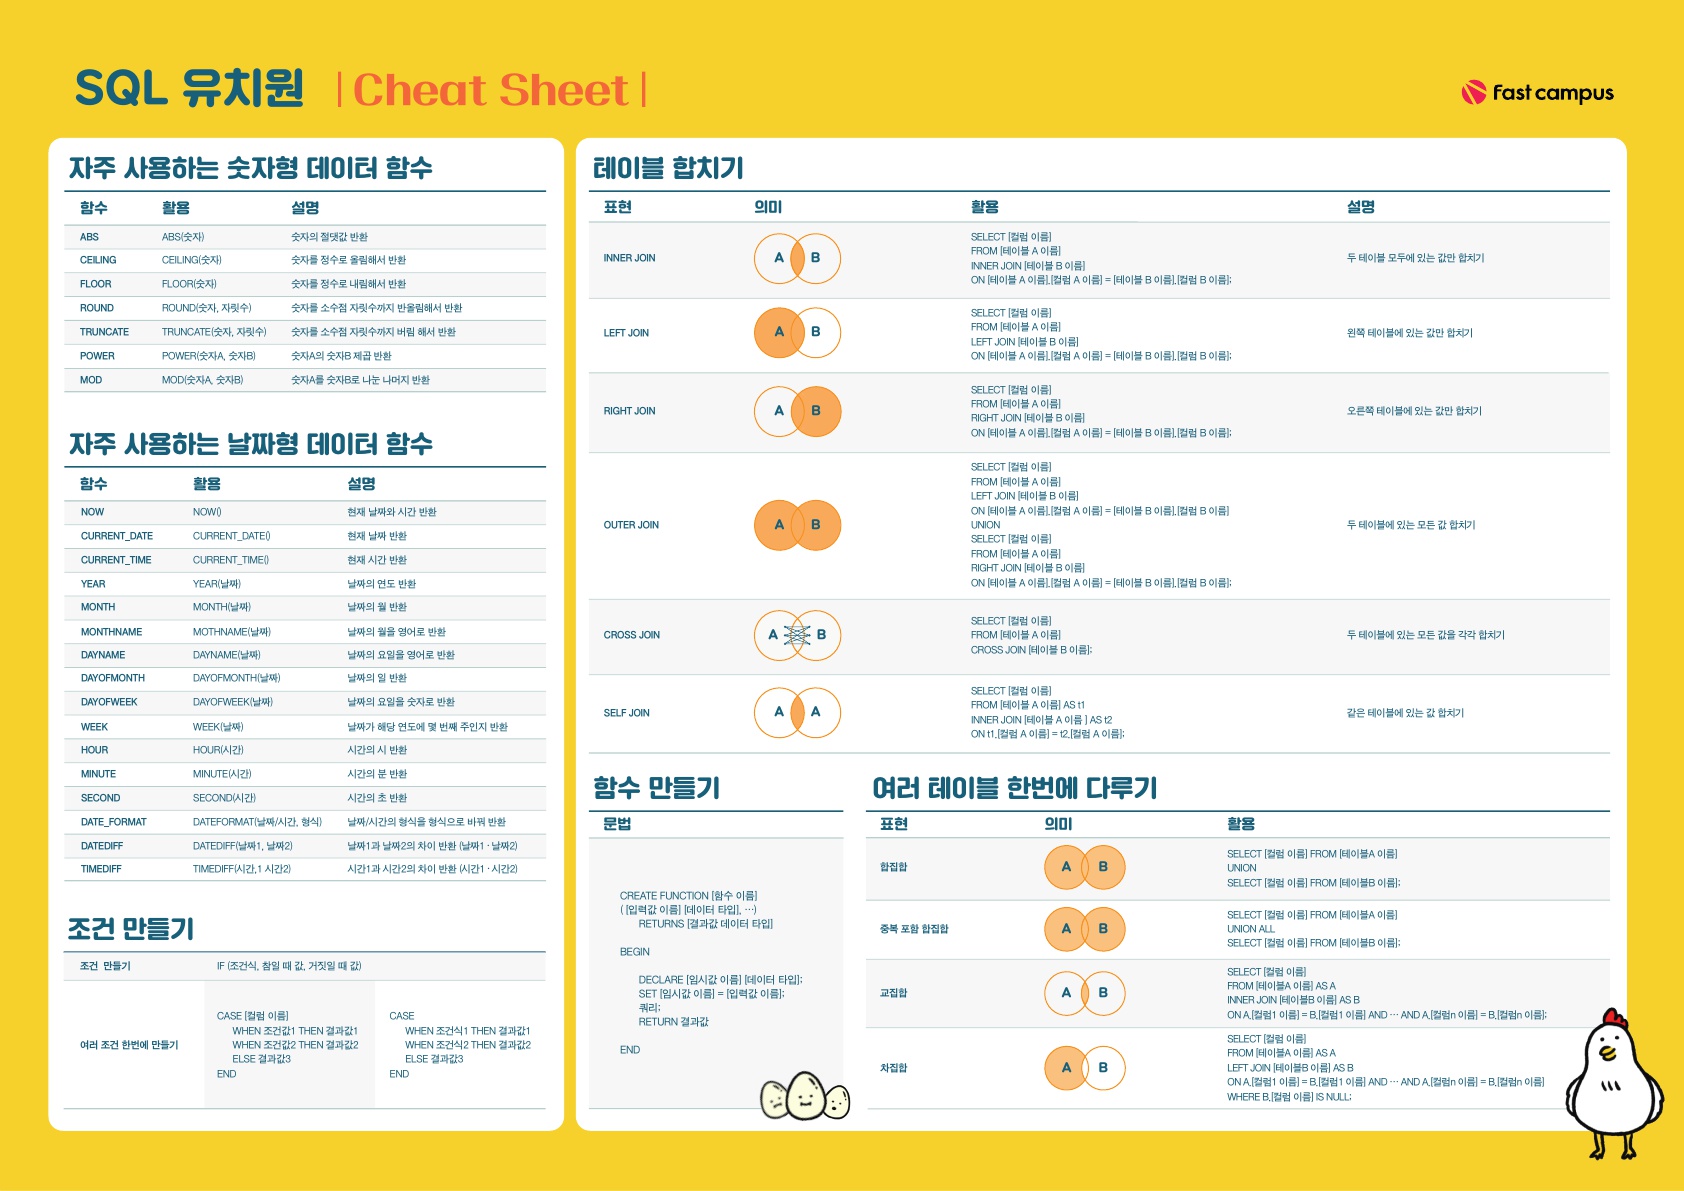 SQL 유치원 | Cheat Sheet |
fast campus
자주 사용하는 숫자형 데이터 함수
함수 활용 설명
ABS ABS(숫자) 숫자의 절댓값 반환
CEILING CEILING(숫자) 숫자를 정수로 올림해서 반환
FLOOR FLOOR(숫자) 숫자를 정수로 내림해서 반환
ROUND ROUND(숫자, 자릿수) 숫자를 소수점 자릿수까지 반올림해서 반환
TRUNCATE TRUNCATE(숫자, 자릿수) 숫자를 소수점 자릿수까지 버림 해서 반환
POWER POWER(숫자A, 숫자B) 숫자A의 숫자B 제곱 반환
MOD MOD(숫자A, 숫자B) 숫자A를 숫자B로 나눈 나머지 반환
자주 사용하는 날짜형 데이터 함수
함수 활용 설명
NOW NOW() 현재 날짜와 시간 반환
CURRENT_DATE CURRENT_DATE() 현재 날짜 반환
CURRENT_TIME CURRENT_TIME() 현재 시간 반환
YEAR YEAR(날짜) 날짜의 연도 반환
MONTH MONTH(날짜) 날짜의 월 반환
MONTHNAME MOTHNAME(날짜) 날짜의 월을 영어로 반환
DAYNAME DAYNAME(날짜) 날짜의 요일을 영어로 반환
DAYOFMONTH DAYOFMONTH(날짜) 날짜의 일 반환
DAYOFWEEK DAYOFWEEK(날짜) 날짜의 요일을 숫자로 반환
WEEK WEEK(날짜) 날짜가 해당 연도에 몇 번째 주인지 반환
HOUR HOUR(시간) 시간의 시 반환
MINUTE MINUTE(시간) 시간의 분 반환
SECOND SECOND(시간) 시간의 초 반환
DATE_FORMAT DATEFORMAT(날짜/시간, 형식) 날짜/시간의 형식을 형식으로 바꿔 반환
DATEDIFF DATEDIFF(날짜1, 날짜2) 날짜1과 날짜2의 차이 반환 (날짜1 - 날짜2)
TIMEDIFF TIMEDIFF(시간,1 시간2) 시간1과 시간2의 차이 반환 (시간1 - 시간2)
조건 만들기
조건 만들기 IF (조건식, 참일 때 값, 거짓일 때 값)
여러 조건 한번에 만들기
CASE [컬럼 이름]
WHEN 조건값1 THEN 결과값1
WHEN 조건값2 THEN 결과값2
ELSE 결과값3
END
CASE
WHEN 조건식1 THEN 결과값1
WHEN 조건식2 THEN 결과값2
ELSE 결과값3
END
테이블 합치기
표현 의미 활용 설명
INNER JOIN
A B
SELECT [컬럼 이름]
FROM [테이블 A 이름]
INNER JOIN [테이블 B 이름]
ON [테이블 A 이름].[컬럼 A 이름] = [테이블 B 이름].[컬럼 B 이름];
두 테이블 모두에 있는 값만 합치기
LEFT JOIN
A B
SELECT [컬럼 이름]
FROM [테이블 A 이름]
LEFT JOIN [테이블 B 이름]
ON [테이블 A 이름].[컬럼 A 이름] = [테이블 B 이름].[컬럼 B 이름];
왼쪽 테이블에 있는 값만 합치기
RIGHT JOIN
A B
SELECT [컬럼 이름]
FROM [테이블 A 이름]
RIGHT JOIN [테이블 B 이름]
ON [테이블 A 이름].[컬럼 A 이름] = [테이블 B 이름].[컬럼 B 이름];
오른쪽 테이블에 있는 값만 합치기
OUTER JOIN
A B
SELECT [컬럼 이름]
FROM [테이블 A 이름]
LEFT JOIN [테이블 B 이름]
ON [테이블 A 이름].[컬럼 A 이름] = [테이블 B 이름].[컬럼 B 이름]
UNION
SELECT [컬럼 이름]
FROM [테이블 A 이름]
RIGHT JOIN [테이블 B 이름]
ON [테이블 A 이름].[컬럼 A 이름] = [테이블 B 이름].[컬럼 B 이름];
두 테이블에 있는 모든 값 합치기
CROSS JOIN
A B
SELECT [컬럼 이름]
FROM [테이블 A 이름]
CROSS JOIN [테이블 B 이름];
두 테이블에 있는 모든 값을 각각 합치기
SELF JOIN
A A
SELECT [컬럼 이름]
FROM [테이블 A 이름] AS t1
INNER JOIN [테이블 A 이름 ] AS t2
ON t1.[컬럼 A 이름] = t2.[컬럼 A 이름];
같은 테이블에 있는 값 합치기
함수 만들기
문법
CREATE FUNCTION [함수 이름]
( [입력값 이름] [데이터 타입], …)
RETURNS [결과값 데이터 타입]
BEGIN
DECLARE [임시값 이름] [데이터 타입];
SET [임시값 이름] = [입력값 이름];
쿼리;
RETURN 결과값
END
여러 테이블 한번에 다루기
표현 의미 활용
합집합
A B
SELECT [컬럼 이름] FROM [테이블A 이름]
UNION
SELECT [컬럼 이름] FROM [테이블B 이름];
중복 포함 합집합
A B
SELECT [컬럼 이름] FROM [테이블A 이름]
UNION ALL
SELECT [컬럼 이름] FROM [테이블B 이름];
교집합
A B
SELECT [컬럼 이름]
FROM [테이블A 이름] AS A
INNER JOIN [테이블B 이름] AS B
ON A.[컬럼1 이름] = B.[컬럼1 이름] AND … AND A.[컬럼n 이름] = B.[컬럼n 이름];
차집합
A B
SELECT [컬럼 이름]
FROM [테이블A 이름] AS A
LEFT JOIN [테이블B 이름] AS B
ON A.[컬럼1 이름] = B.[컬럼1 이름] AND … AND A.[컬럼n 이름] = B.[컬럼n 이름]
WHERE B.[컬럼 이름] IS NULL;